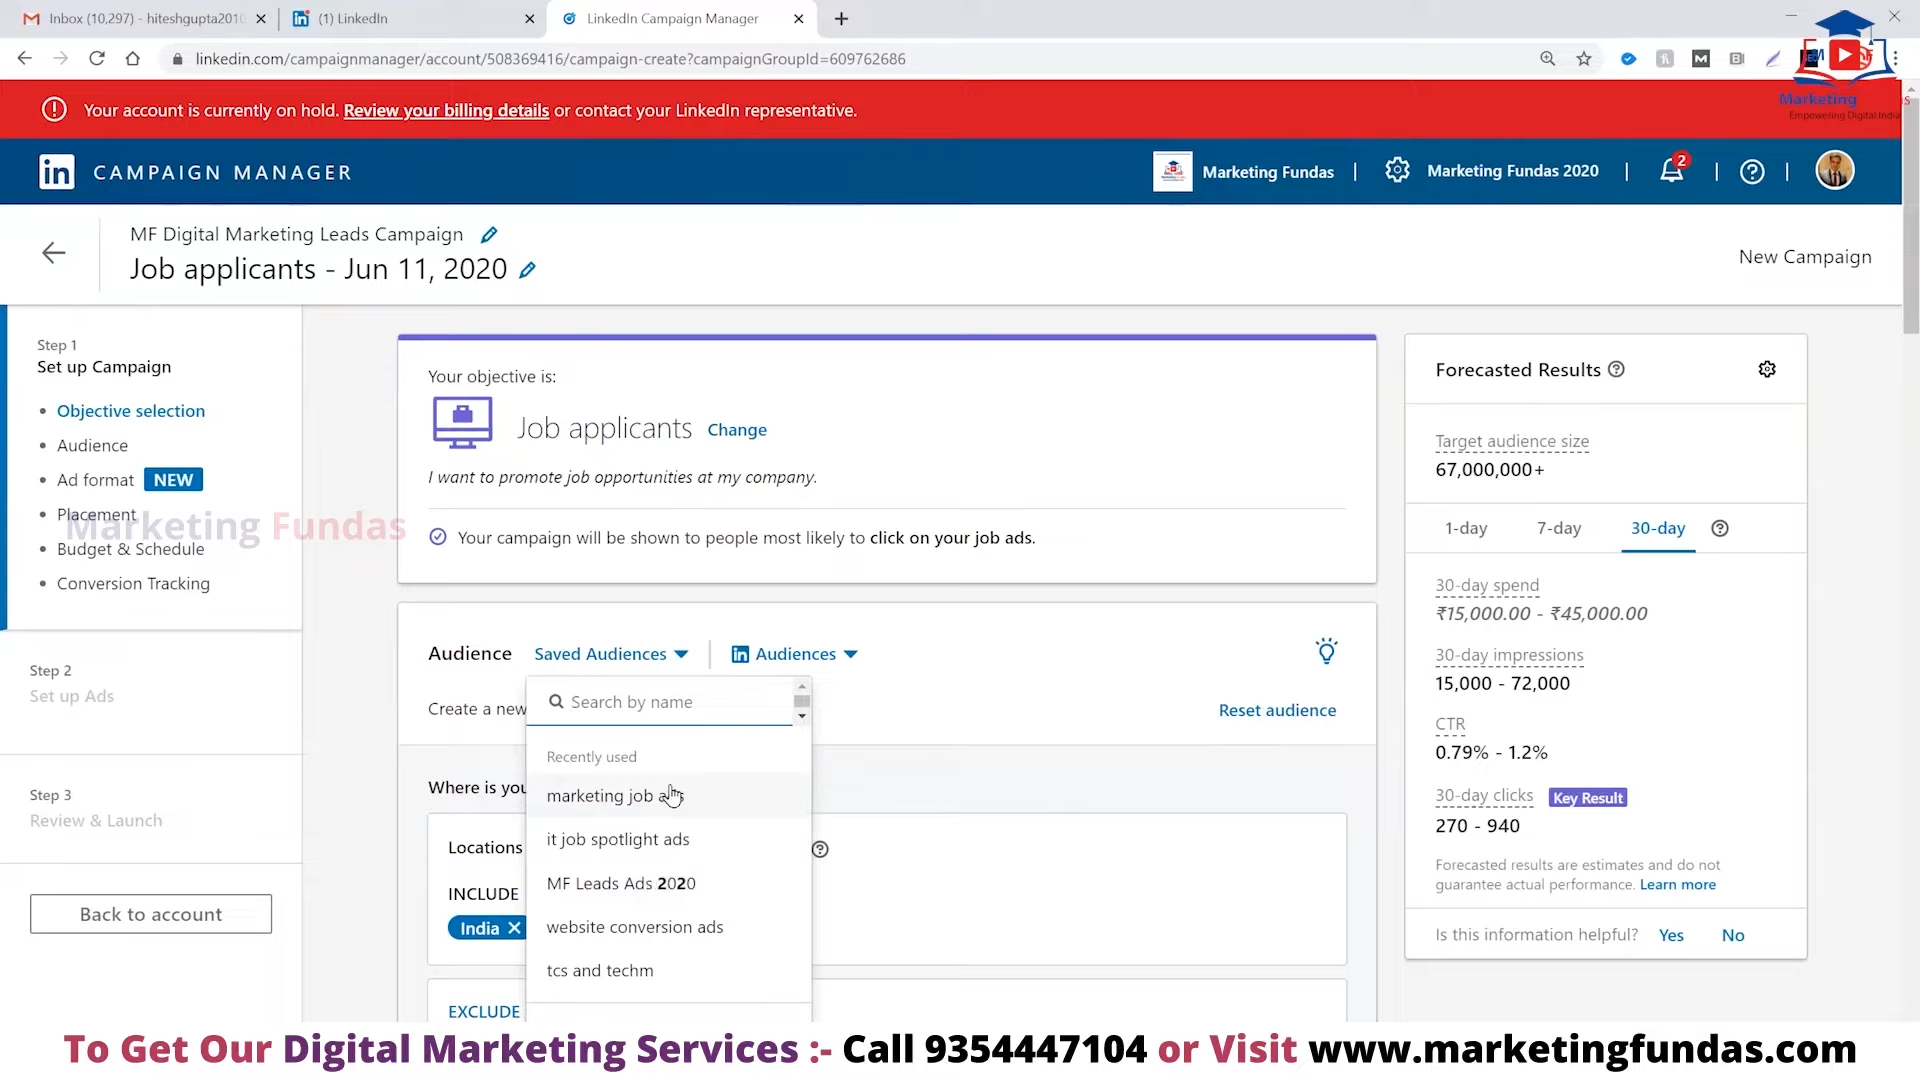 Inbox (10,297) - hiteshgupta2010
(1) LinkedIn
LinkedIn Campaign Manager
linkedin.com/campaignmanager/account/508369416/campaign-create?campaignGroupId=609762686
Marketing
Empowering Digital India
Your account is currently on hold. Review your billing details or contact your LinkedIn representative.
in CAMPAIGN MANAGER
Marketing Fundas
Marketing Fundas 2020
2
MF Digital Marketing Leads Campaign
Job applicants - Jun 11, 2020
New Campaign
Step 1
Set up Campaign
Objective selection
Audience
Ad format NEW
Placement
Budget & Schedule
Conversion Tracking
Marketing Fundas
Step 2
Set up Ads
Step 3
Review & Launch
Back to account
Your objective is:
Job applicants Change
I want to promote job opportunities at my company.
Your campaign will be shown to people most likely to click on your job ads.
Audience Saved Audiences in Audiences
Create a new
Reset audience
Search by name
Recently used
marketing job ads
it job spotlight ads
MF Leads Ads 2020
website conversion ads
tcs and techm
Where is you
Locations
INCLUDE
India
EXCLUDE
Forecasted Results
Target audience size
67,000,000+
1-day 7-day 30-day
30-day spend
₹15,000.00 - ₹45,000.00
30-day impressions
15,000 - 72,000
CTR
0.79% - 1.2%
30-day clicks Key Result
270 - 940
Forecasted results are estimates and do not
guarantee actual performance. Learn more
Is this information helpful? Yes No
To Get Our Digital Marketing Services :- Call 9354447104 or Visit www.marketingfundas.com